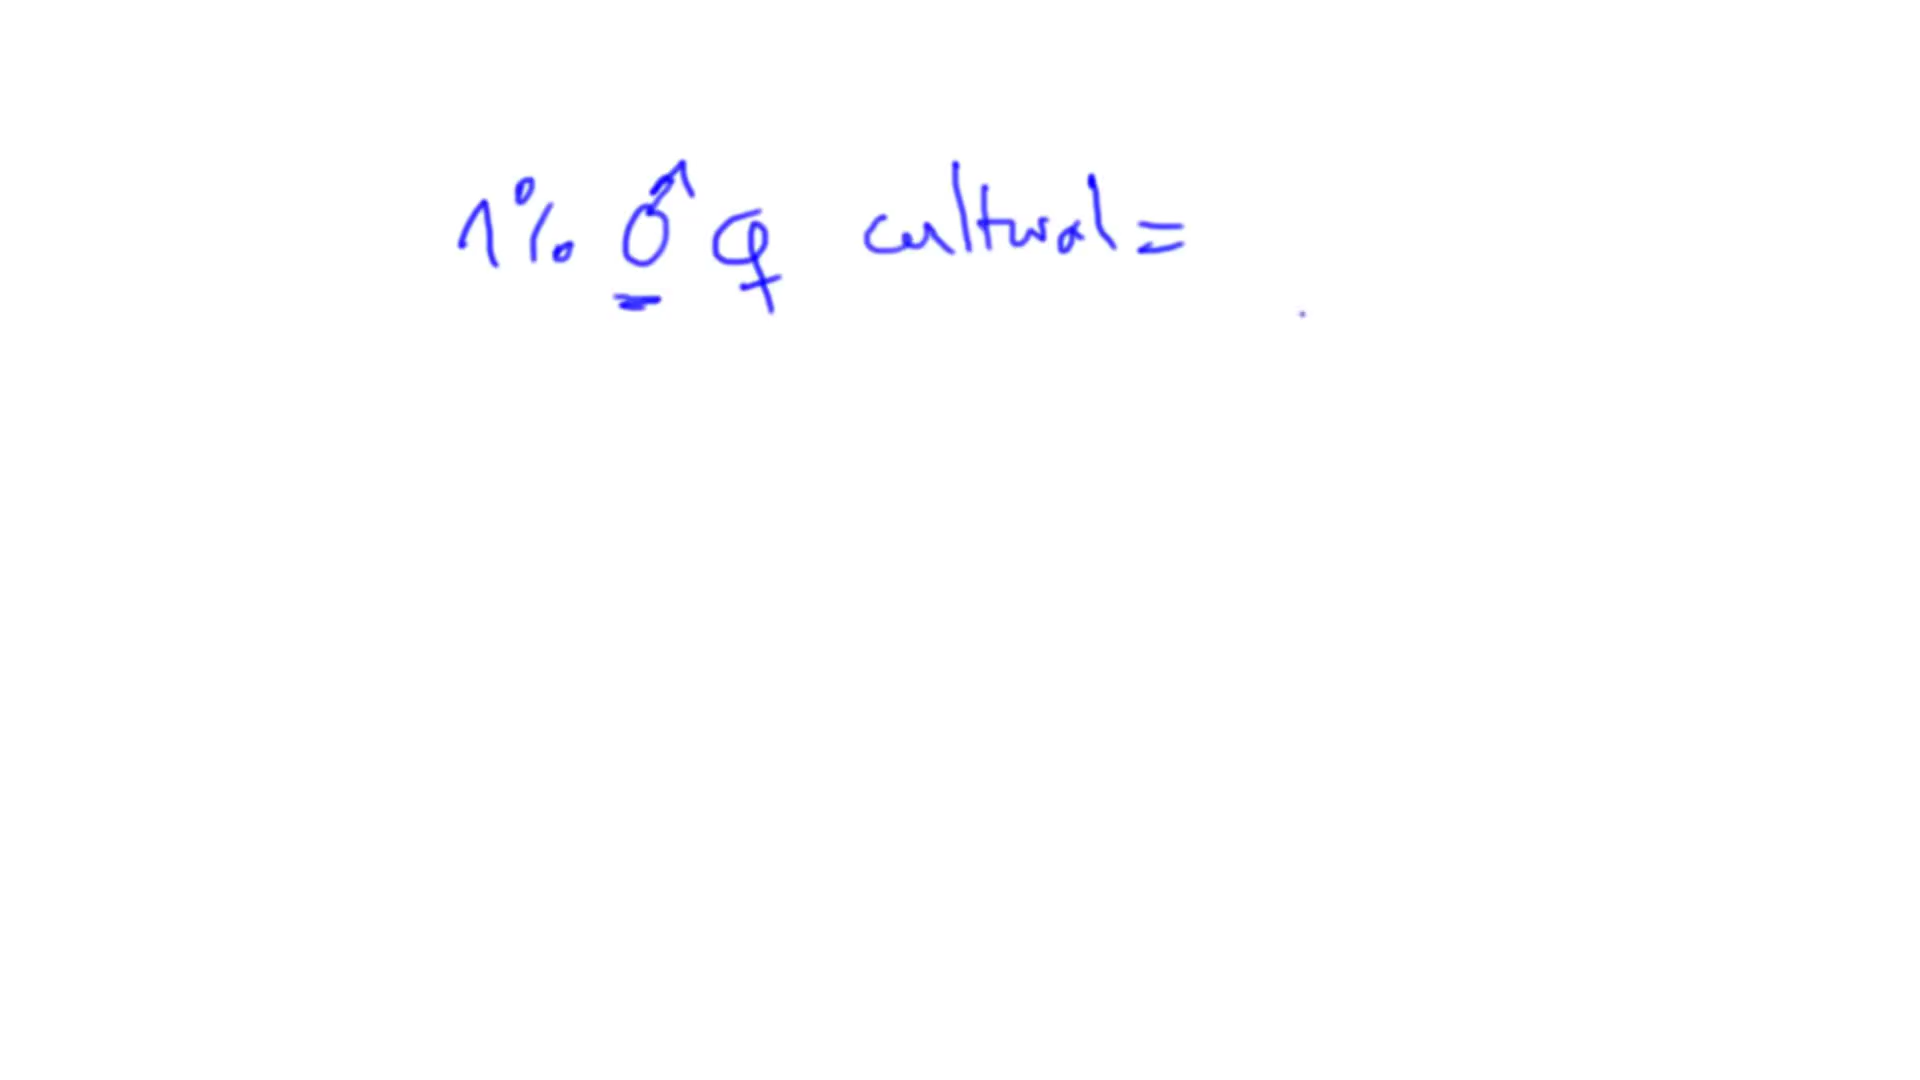 1% ♂ ♀ cultural =